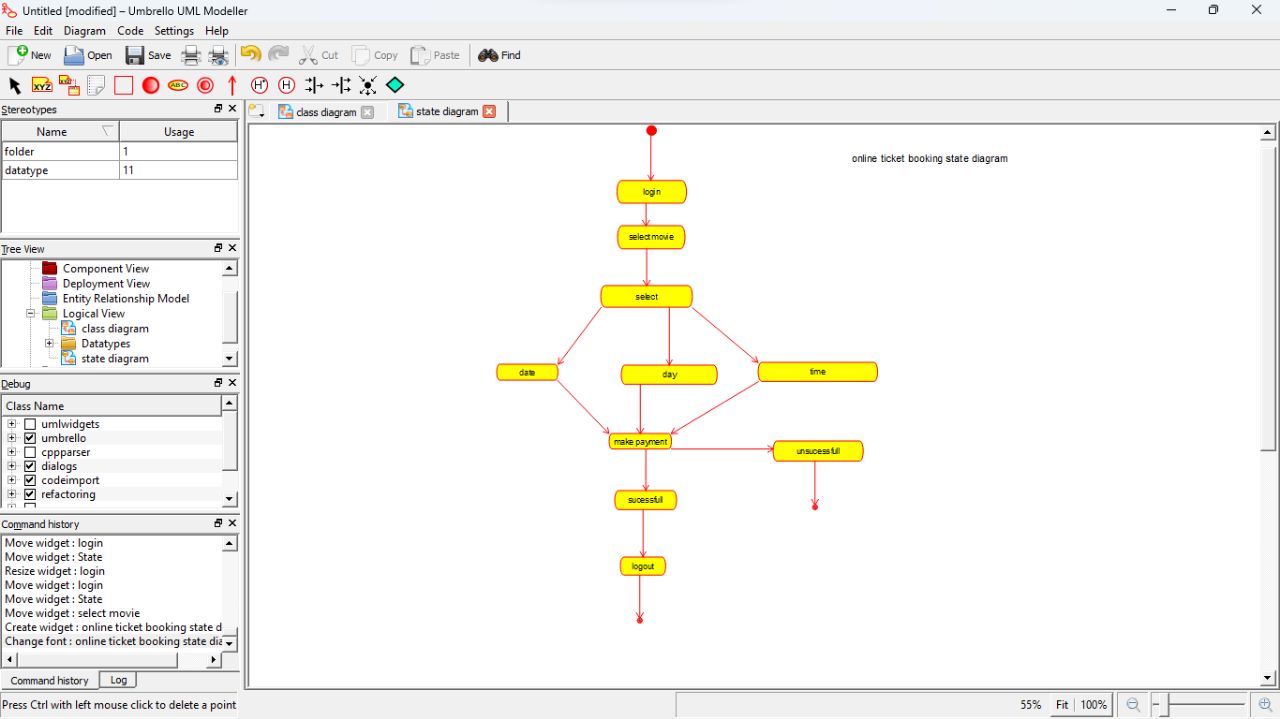 Untitled [modified] – Umbrello UML Modeller
File Edit Diagram Code Settings Help
New Open Save Cut Copy Paste Find
XYZ ABC H* H
Stereotypes
Name Usage
folder 1
datatype 11
Tree View
Component View
Deployment View
Entity Relationship Model
Logical View
class diagram
Datatypes
state diagram
Debug
Class Name
umlwidgets
umbrello
cppparser
dialogs
codeimport
refactoring
Command history
Move widget : login
Move widget : State
Resize widget : login
Move widget : login
Move widget : State
Move widget : select movie
Create widget : online ticket booking state d
Change font : online ticket booking state dia
Command history Log
Press Ctrl with left mouse click to delete a point
class diagram state diagram
online ticket booking state diagram
login
select movie
select
date day time
make payment
unsucessfull
sucessfull
logout
55% Fit 100%